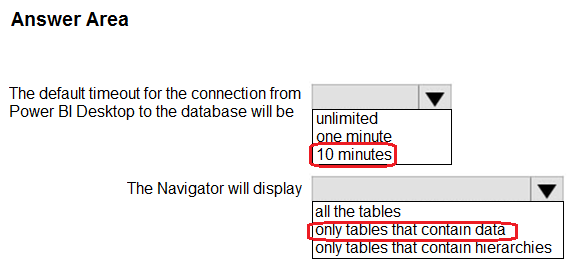 Answer Area
The default timeout for the connection from
Power BI Desktop to the database will be
unlimited
one minute
10 minutes
The Navigator will display
all the tables
only tables that contain data
only tables that contain hierarchies